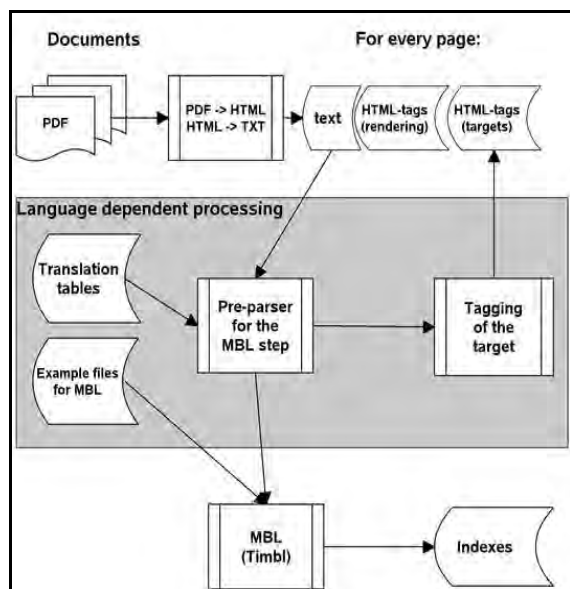 Documents
For every page:
PDF
PDF -> HTML
HTML -> TXT
text
HTML-tags
(rendering)
HTML-tags
(targets)
Language dependent processing
Translation
tables
Pre-parser
for the
MBL step
Tagging
of the
target
Example files
for MBL
MBL
(Timbl)
Indexes